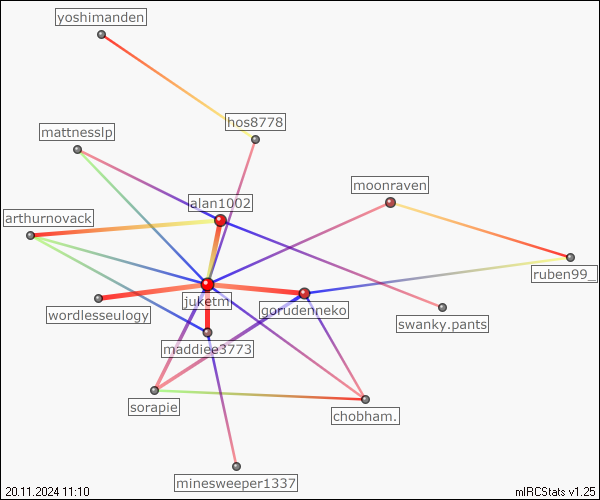 yoshimanden
hos8778
mattnesslp
moonraven
alan1002
arthurnovack
ruben99_
juketm
gorudenneko
wordlesseulogy
swanky.pants
maddiee3773
sorapie
chobham.
minesweeper1337
20.11.2024 11:10
mIRCStats v1.25